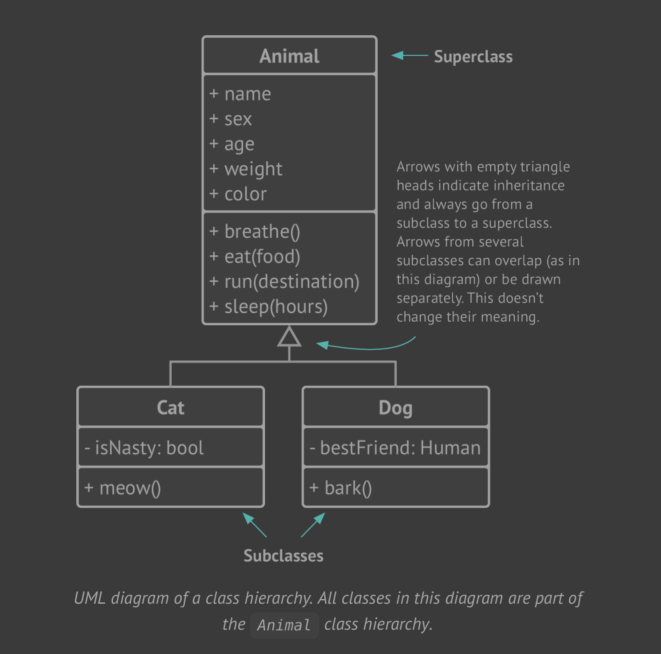 Animal
Superclass
+ name
+ sex
+ age
+ weight
+ color
+ breathe()
+ eat(food)
+ run(destination)
+ sleep(hours)
Arrows with empty triangle
heads indicate inheritance
and always go from a
subclass to a superclass.
Arrows from several
subclasses can overlap (as in
this diagram) or be drawn
separately. This doesn't
change their meaning.
Cat
- isNasty: bool
+ meow()
Dog
- bestFriend: Human
+ bark()
Subclasses
UML diagram of a class hierarchy. All classes in this diagram are part of
the Animal class hierarchy.